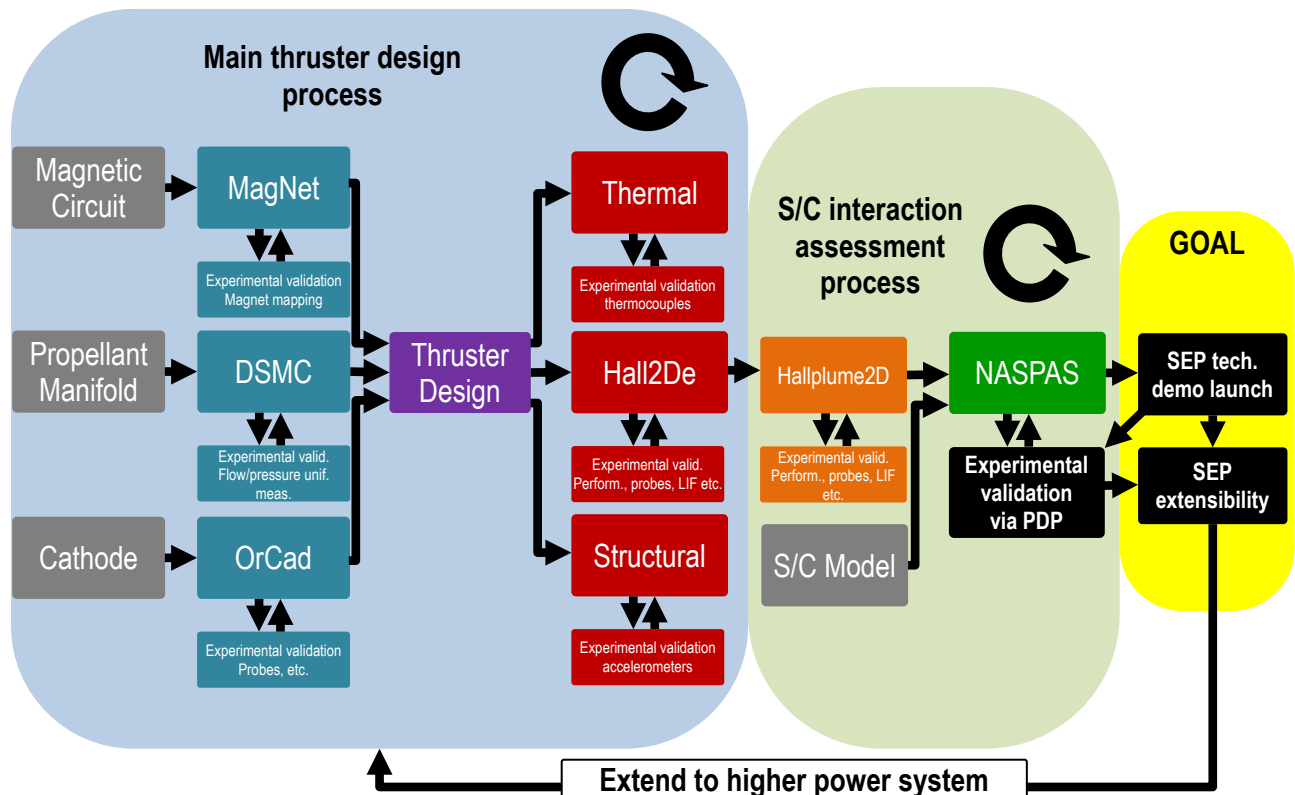 Main thruster design
process
Magnetic
Circuit
MagNet
Experimental validation
Magnet mapping
Propellant
Manifold
DSMC
Experimental valid.
Flow/pressure unif.
meas.
Cathode
OrCad
Experimental validation
Probes, etc.
Thruster
Design
Thermal
Experimental validation
thermocouples
Hall2De
Experimental valid.
Perform., probes, LIF etc.
Structural
Experimental validation
accelerometers
S/C interaction
assessment
process
Hallplume2D
Experimental valid.
Perform., probes, LIF
etc.
S/C Model
NASPAS
Experimental
validation
via PDP
GOAL
SEP tech.
demo launch
SEP
extensibility
Extend to higher power system